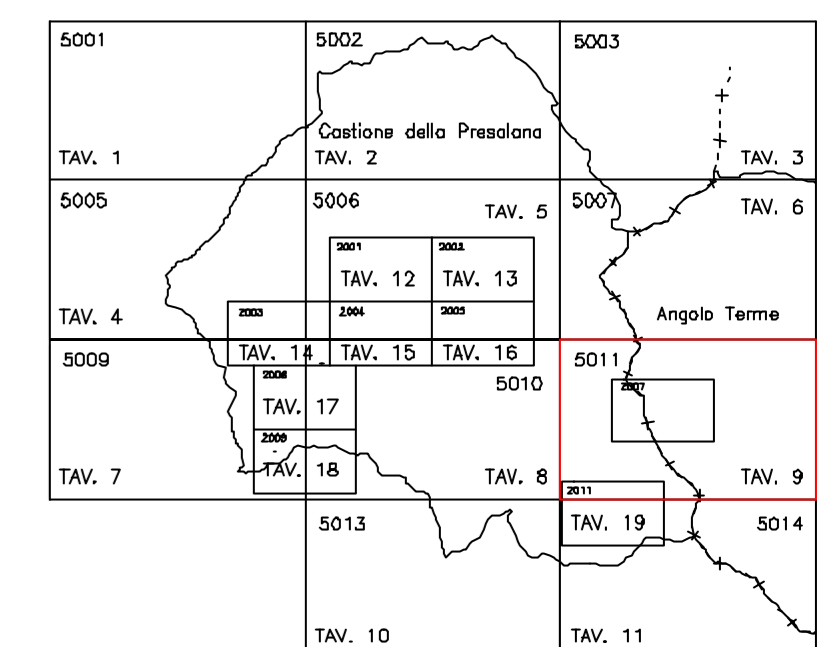 5001
5002
5003
Castione della Presolana
TAV. 1
TAV. 2
TAV. 3
5005
5006
TAV. 5
5007
TAV. 6
2001
2002
TAV. 12
TAV. 13
TAV. 4
2003
2004
2005
Angolo Terme
TAV. 14
TAV. 15
TAV. 16
5009
5010
5011
2008
2007
TAV. 17
2009
TAV. 18
TAV. 7
TAV. 8
TAV. 9
2011
TAV. 19
5013
5014
TAV. 10
TAV. 11